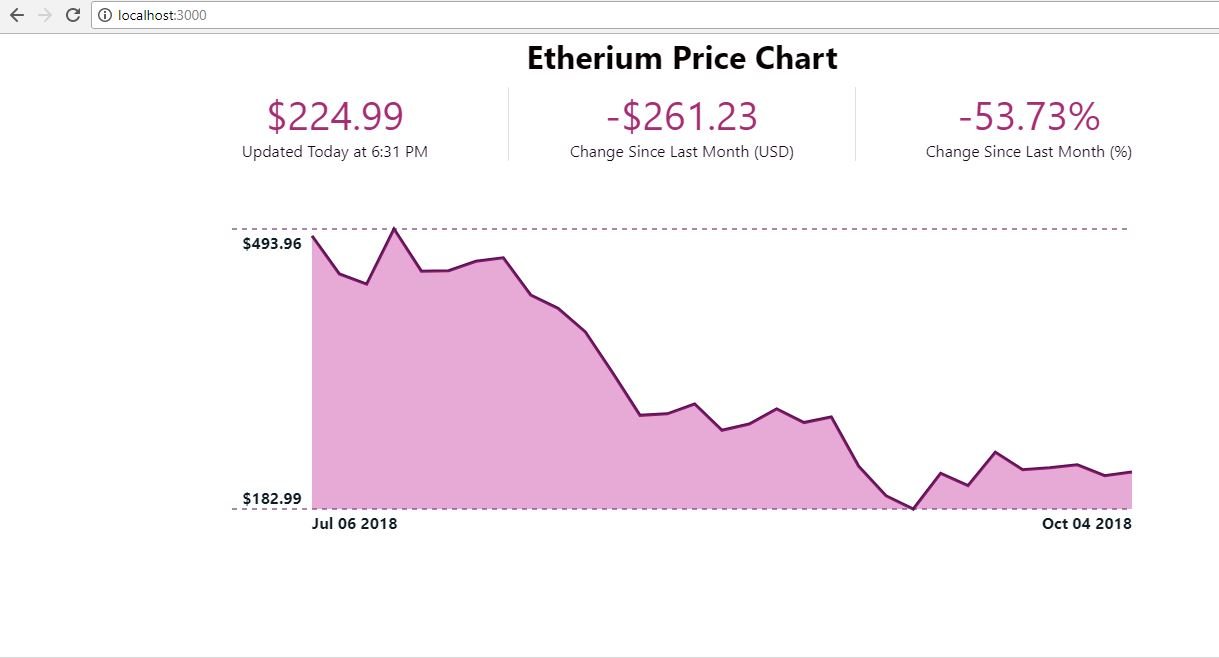 localhost:3000
Etherium Price Chart
$224.99
Updated Today at 6:31 PM
-$261.23
Change Since Last Month (USD)
-53.73%
Change Since Last Month (%)
$493.96
$182.99
Jul 06 2018
Oct 04 2018